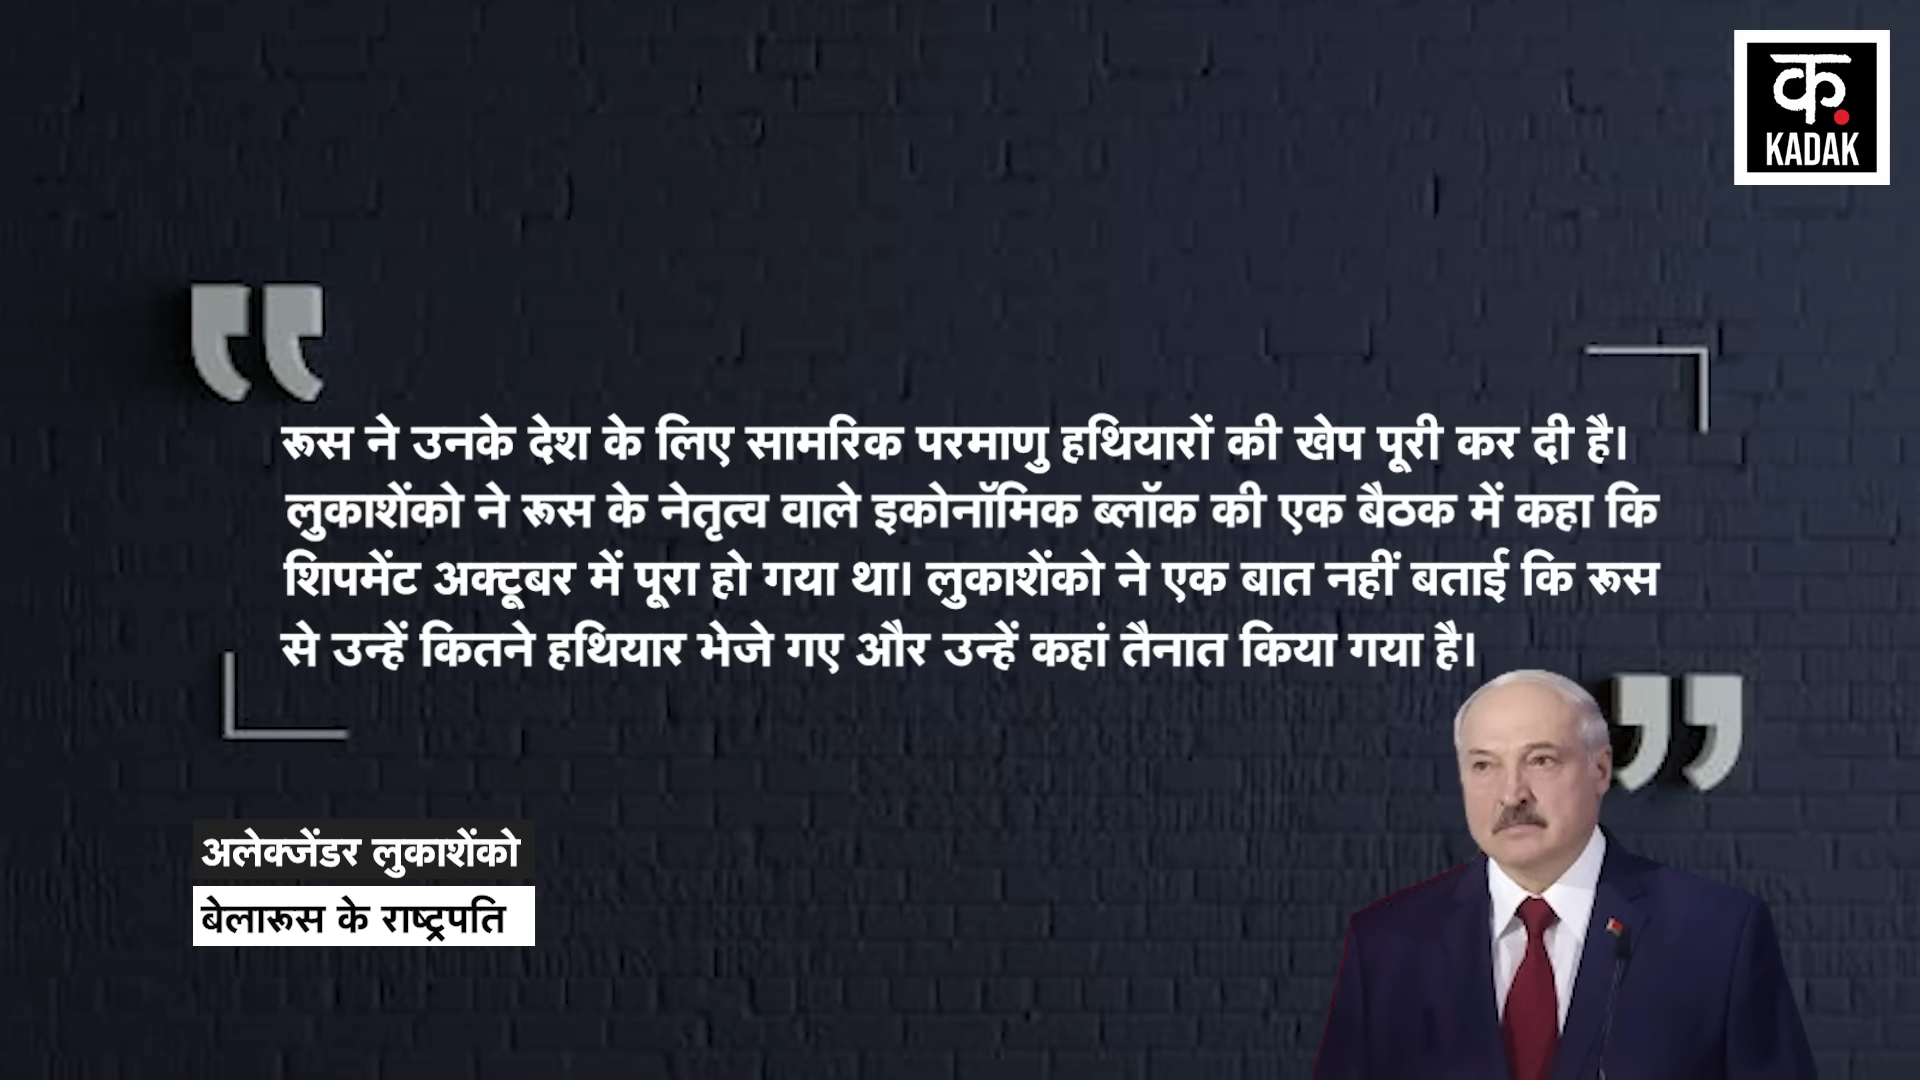 क.
KADAK
रूस ने उनके देश के लिए सामरिक परमाणु हथियारों की खेप पूरी कर दी है।
लुकाशेंको ने रूस के नेतृत्व वाले इकोनॉमिक ब्लॉक की एक बैठक में कहा कि
शिपमेंट अक्टूबर में पूरा हो गया था। लुकाशेंको ने एक बात नहीं बताई कि रूस
से उन्हें कितने हथियार भेजे गए और उन्हें कहां तैनात किया गया है।
अलेक्जेंडर लुकाशेंको
बेलारूस के राष्ट्रपति